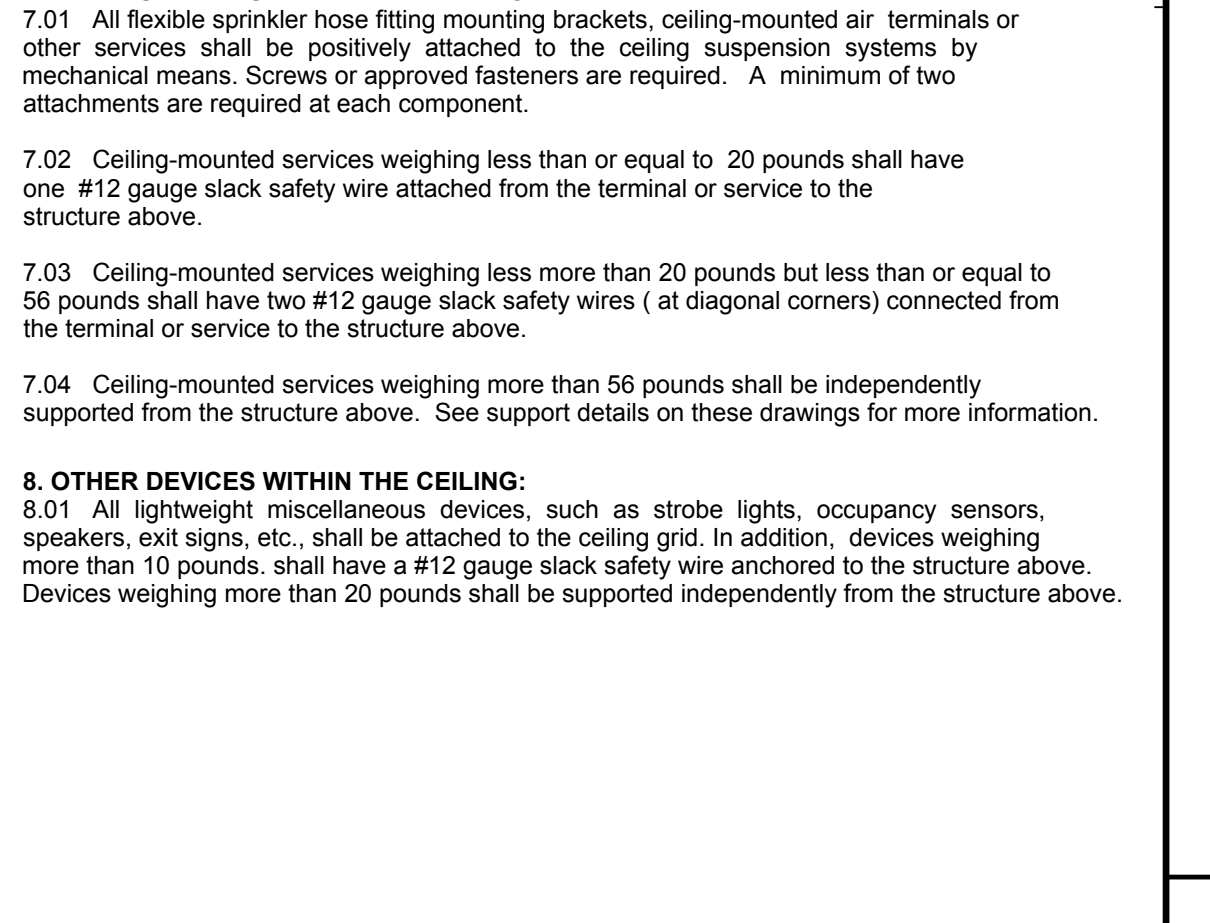 7.01 All flexible sprinkler hose fitting mounting brackets, ceiling-mounted air terminals or
other services shall be positively attached to the ceiling suspension systems by
mechanical means. Screws or approved fasteners are required. A minimum of two
attachments are required at each component.
7.02 Ceiling-mounted services weighing less than or equal to 20 pounds shall have
one #12 gauge slack safety wire attached from the terminal or service to the
structure above.
7.03 Ceiling-mounted services weighing less more than 20 pounds but less than or equal to
56 pounds shall have two #12 gauge slack safety wires ( at diagonal corners) connected from
the terminal or service to the structure above.
7.04 Ceiling-mounted services weighing more than 56 pounds shall be independently
supported from the structure above. See support details on these drawings for more information.
8. OTHER DEVICES WITHIN THE CEILING:
8.01 All lightweight miscellaneous devices, such as strobe lights, occupancy sensors,
speakers, exit signs, etc., shall be attached to the ceiling grid. In addition, devices weighing
more than 10 pounds. shall have a #12 gauge slack safety wire anchored to the structure above.
Devices weighing more than 20 pounds shall be supported independently from the structure above.